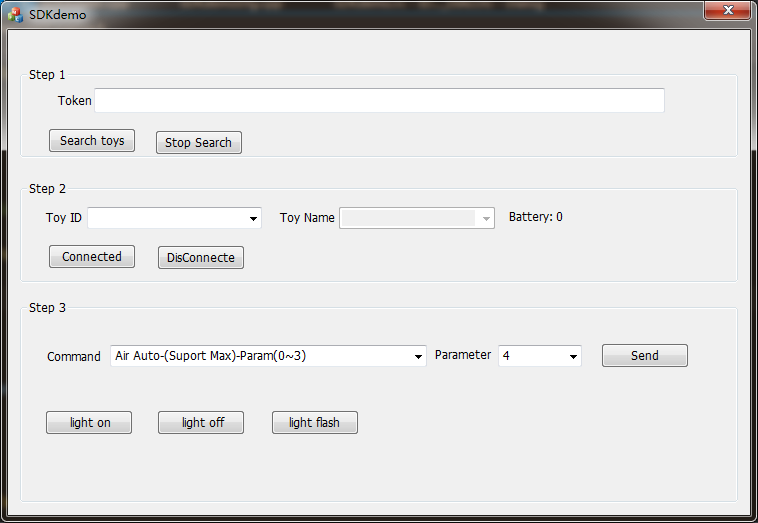 SDKdemo
Step 1
Token
Search toys
Stop Search
Step 2
Toy ID
Toy Name
Battery: 0
Connected
DisConnecte
Step 3
Command
Air Auto-(Suport Max)-Param(0~3)
Parameter
4
Send
light on
light off
light flash